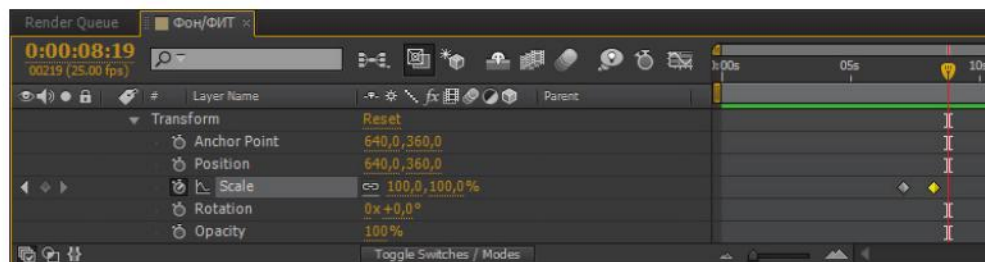 Render Queue Фон/ФИТ ×
0:00:08:19
00219 (25.00 fps)
):00s 05s 10s
# Layer Name Parent
Transform Reset
Anchor Point 640,0,360,0
Position 640,0,360,0
Scale 100,0,100,0%
Rotation 0x+0,0°
Opacity 100%
Toggle Switches / Modes